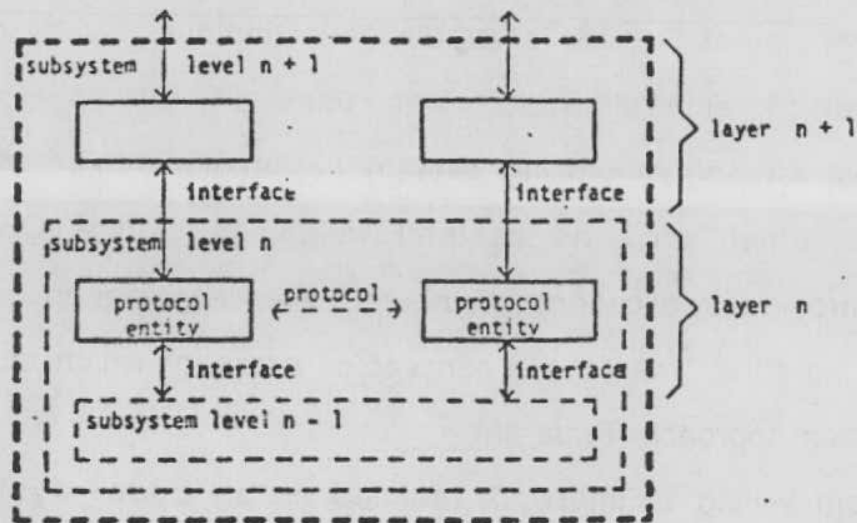 subsystem level n + 1
layer n + 1
interface interface
subsystem level n
protocol entity
protocol
protocol entity
layer n
interface interface
subsystem level n - 1